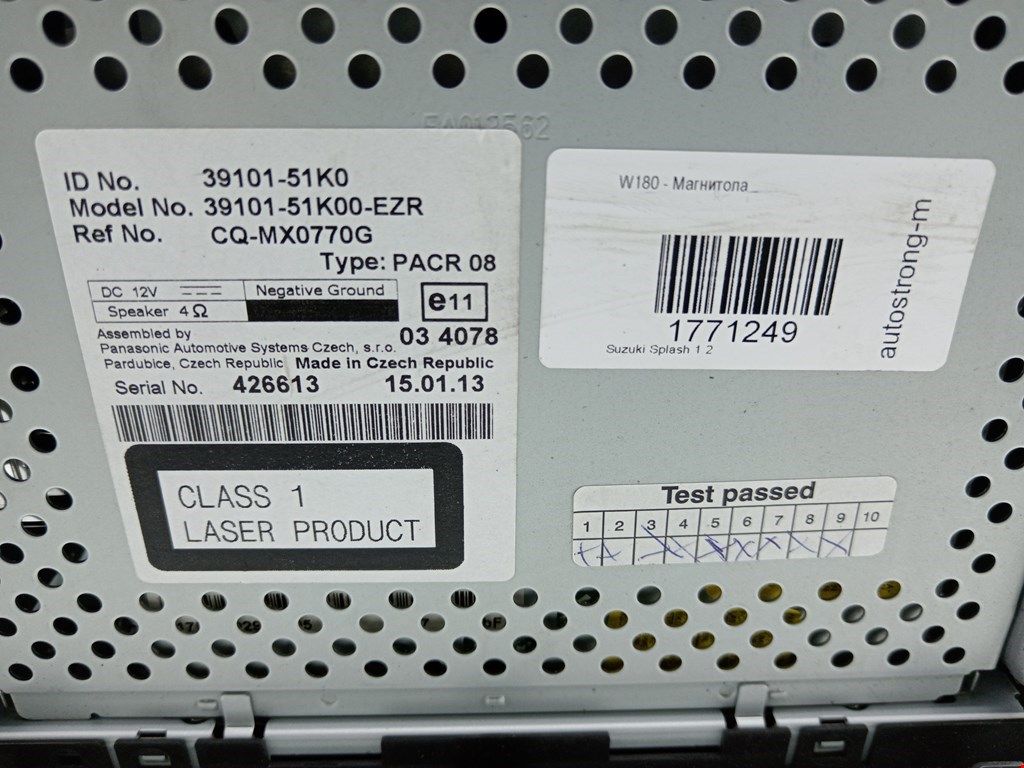 ID No. 39101-51K0
Model No. 39101-51K00-EZR
Ref No. CQ-MX0770G
Type: PACR 08
DC 12V Negative Ground
Speaker 4Ω
e11
03 4078
Assembled by
Panasonic Automotive Systems Czech, s.r.o.
Pardubice, Czech Republic Made in Czech Republic
Serial No. 426613 15.01.13
CLASS 1
LASER PRODUCT
W180 - Магнитола
1771249
Suzuki Splash 1 2
autostrong-m
Test passed
1 2 3 4 5 6 7 8 9 10